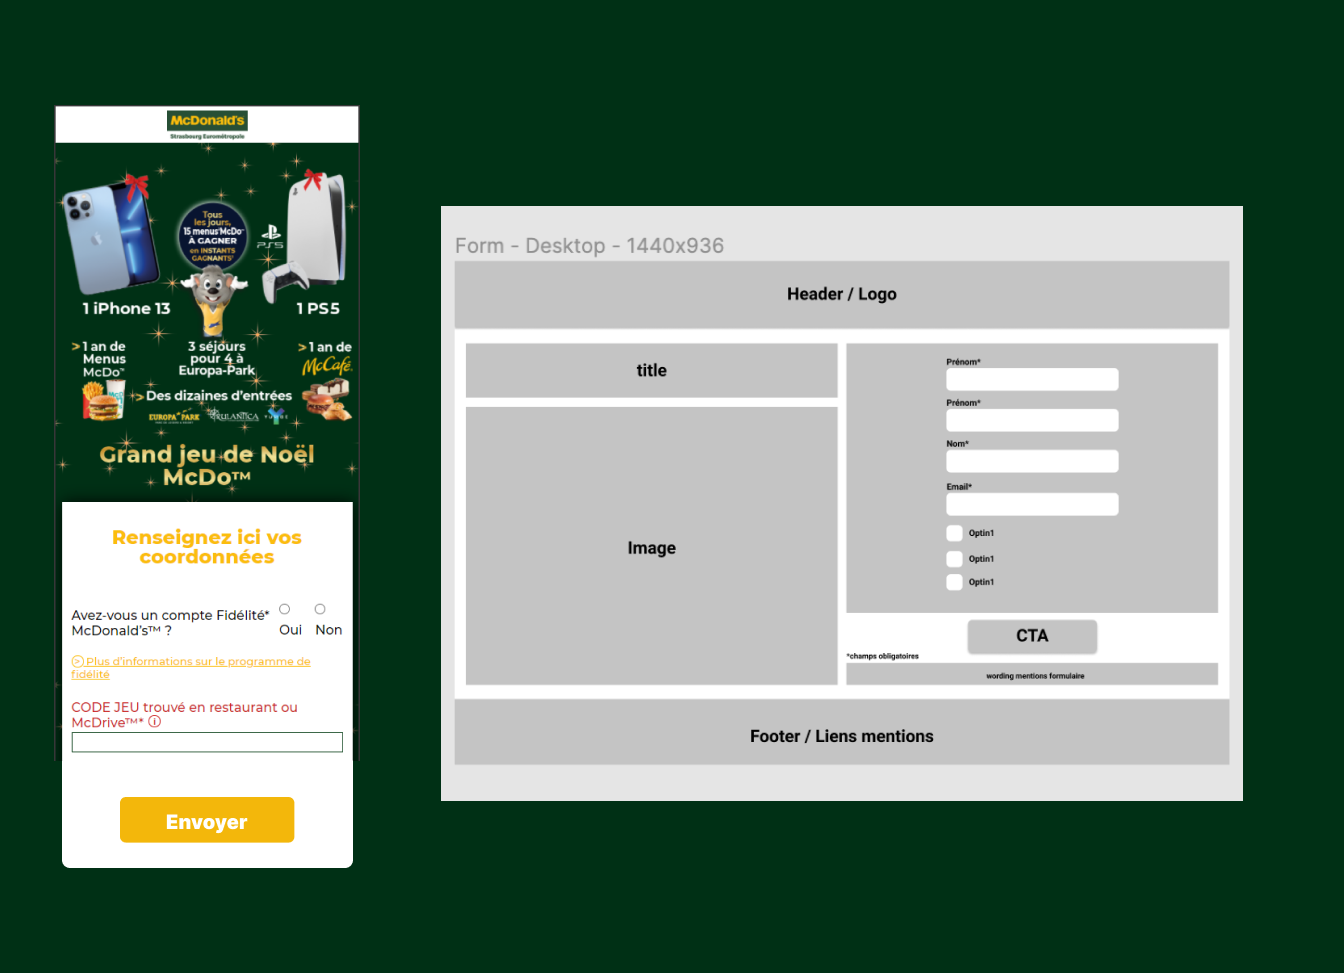 McDonald's
Strasbourg Eurométropole
Tous
les jours,
15 menus McDo™
À GAGNER
en INSTANTS
GAGNANTS*
PS5
1 iPhone 13
1 PS5
> 1 an de
Menus
McDo™
3 séjours
pour 4 à
Europa-Park
> 1 an de
McCafé.
> Des dizaines d'entrées
EUROPA PARK
RULANTICA
Grand jeu de Noël
McDo™
Renseignez ici vos
coordonnées
Avez-vous un compte Fidélité*
McDonald's™ ?
Oui
Non
> Plus d'informations sur le programme de
fidélité
CODE JEU trouvé en restaurant ou
McDrive™* ⓘ
Envoyer
Form - Desktop - 1440x936
Header / Logo
title
Image
Prénom*
Prénom*
Nom*
Email*
Optin1
Optin1
Optin1
CTA
*champs obligatoires
wording mentions formulaire
Footer / Liens mentions